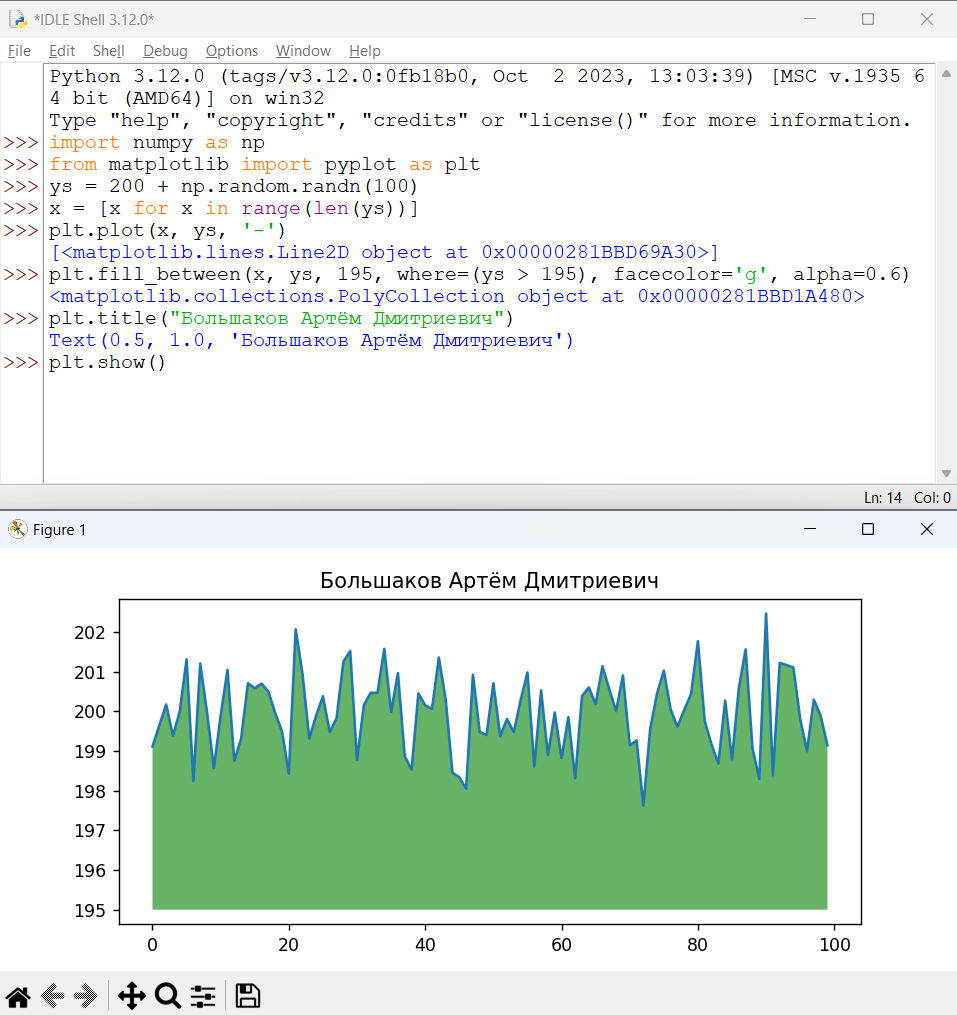 *IDLE Shell 3.12.0*
File Edit Shell Debug Options Window Help
Python 3.12.0 (tags/v3.12.0:0fb18b0, Oct  2 2023, 13:03:39) [MSC v.1935 6
4 bit (AMD64)] on win32
Type "help", "copyright", "credits" or "license()" for more information.
>>> import numpy as np
>>> from matplotlib import pyplot as plt
>>> ys = 200 + np.random.randn(100)
>>> x = [x for x in range(len(ys))]
>>> plt.plot(x, ys, '-')
[<matplotlib.lines.Line2D object at 0x00000281BBD69A30>]
>>> plt.fill_between(x, ys, 195, where=(ys > 195), facecolor='g', alpha=0.6)
<matplotlib.collections.PolyCollection object at 0x00000281BBD1A480>
>>> plt.title("Большаков Артём Дмитриевич")
Text(0.5, 1.0, 'Большаков Артём Дмитриевич')
>>> plt.show()
Ln: 14 Col: 0
Figure 1
Большаков Артём Дмитриевич
202
201
200
199
198
197
196
195
0 20 40 60 80 100